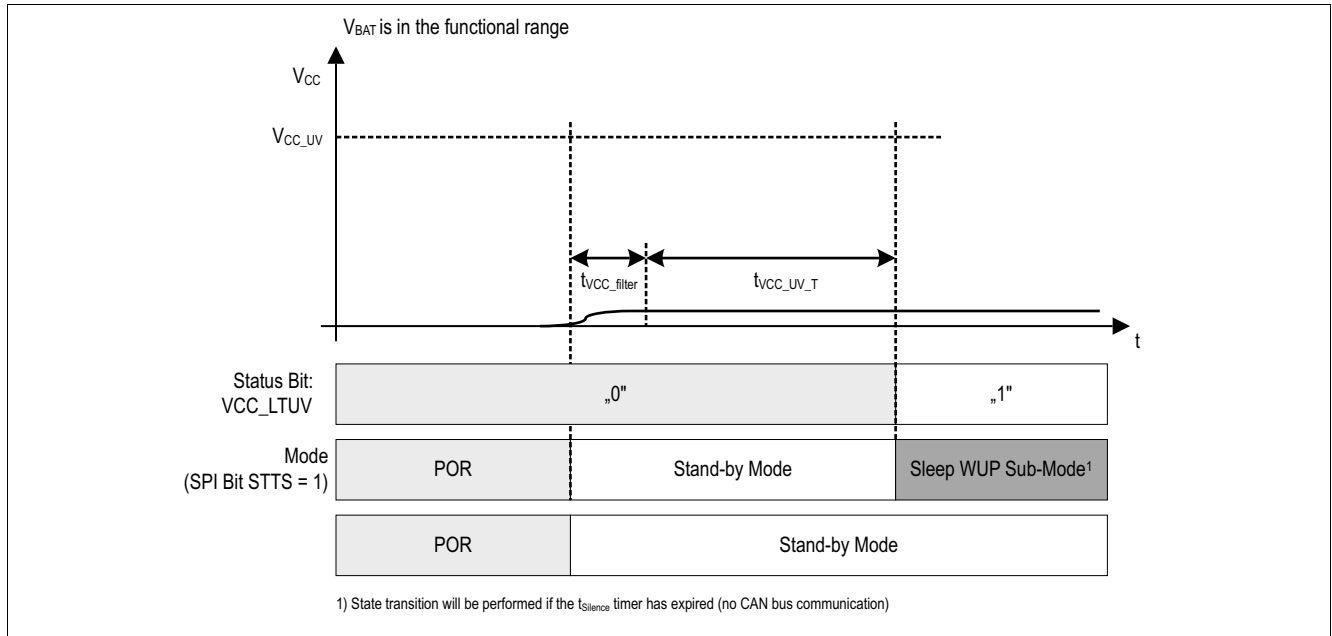 VBAT is in the functional range
VCC
VCC_UV
tVCC_filter
tVCC_UV_T
t
Status Bit:
VCC_LTUV
„0"
„1"
Mode
(SPI Bit STTS = 1)
POR
Stand-by Mode
Sleep WUP Sub-Mode1
POR
Stand-by Mode
1) State transition will be performed if the tSilence timer has expired (no CAN bus communication)